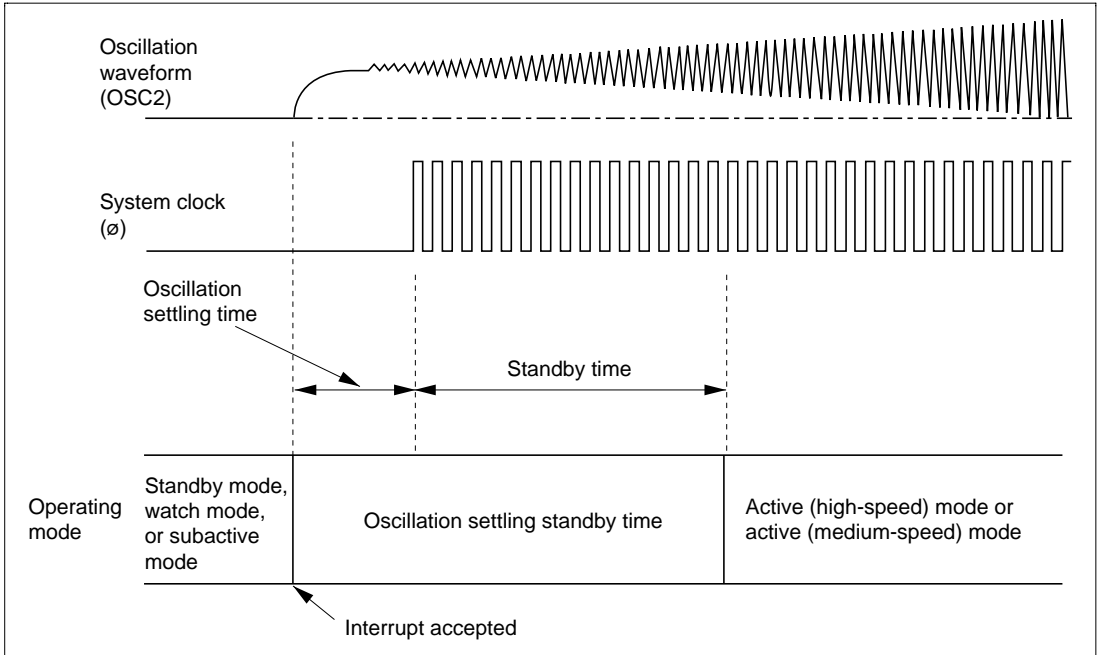 Oscillation
waveform
(OSC2)
System clock
(ø)
Oscillation
settling time
Standby time
Operating
mode
Standby mode,
watch mode,
or subactive
mode
Oscillation settling standby time
Active (high-speed) mode or
active (medium-speed) mode
Interrupt accepted